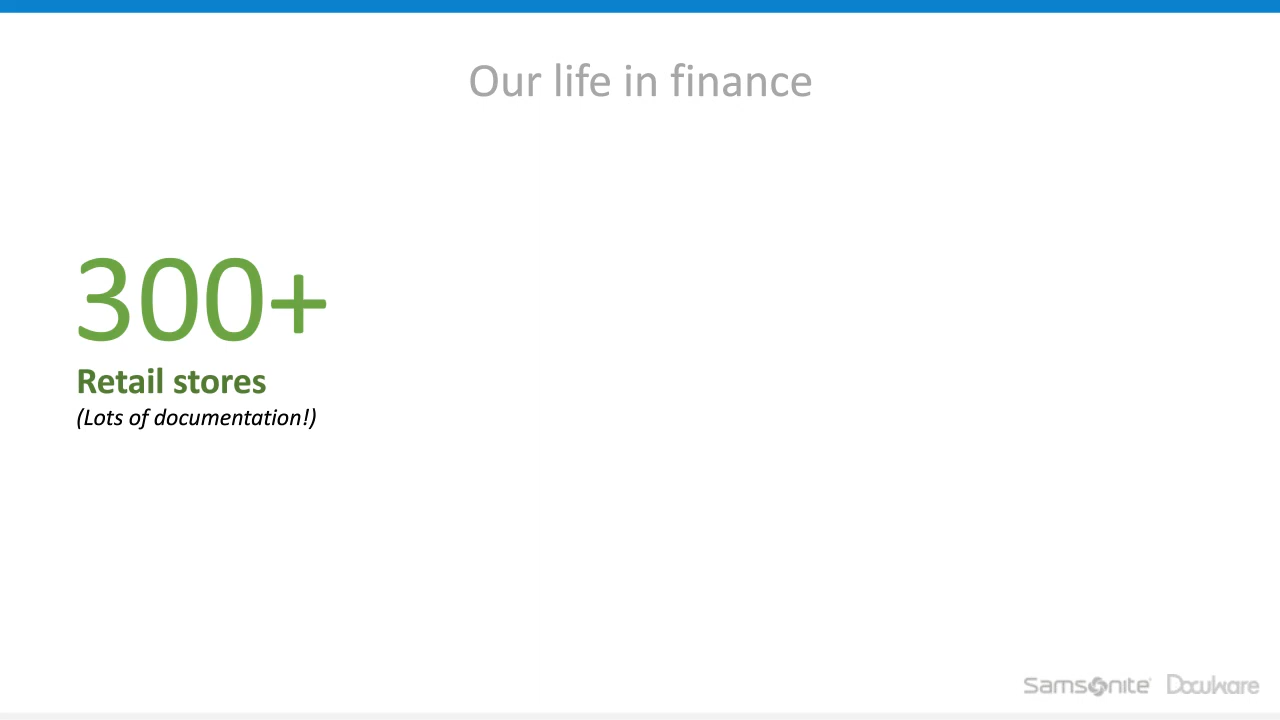 Our life in finance
300+
Retail stores
(Lots of documentation!)
Samsonite® DocuWare